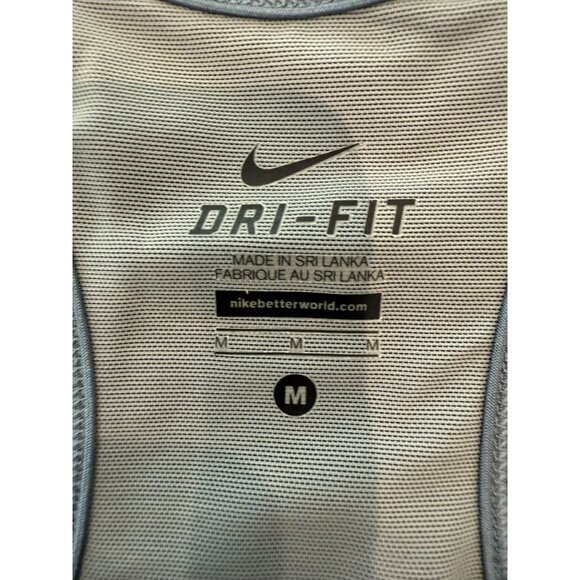 DRI-FIT
MADE IN SRI LANKA
FABRIQUE AU SRI LANKA
nikebetterworld.com
M M M
M